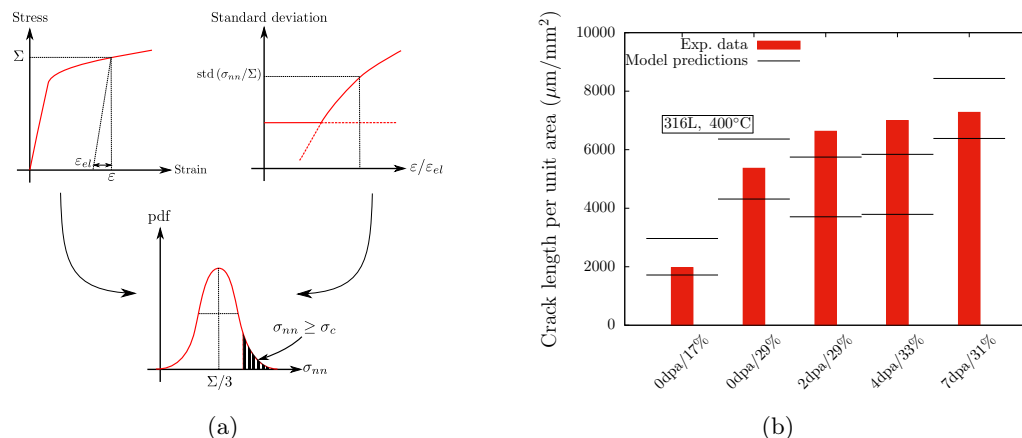 Stress
Σ
ε_el
ε
Strain
Standard deviation
std (σ_nn/Σ)
ε/ε_el
pdf
σ_nn ≥ σ_c
Σ/3
σ_nn
(a)
Crack length per unit area (μm/mm²)
10000
8000
6000
4000
2000
0
Exp. data
Model predictions
316L, 400°C
0dpa/17%
0dpa/29%
2dpa/29%
4dpa/33%
7dpa/31%
(b)